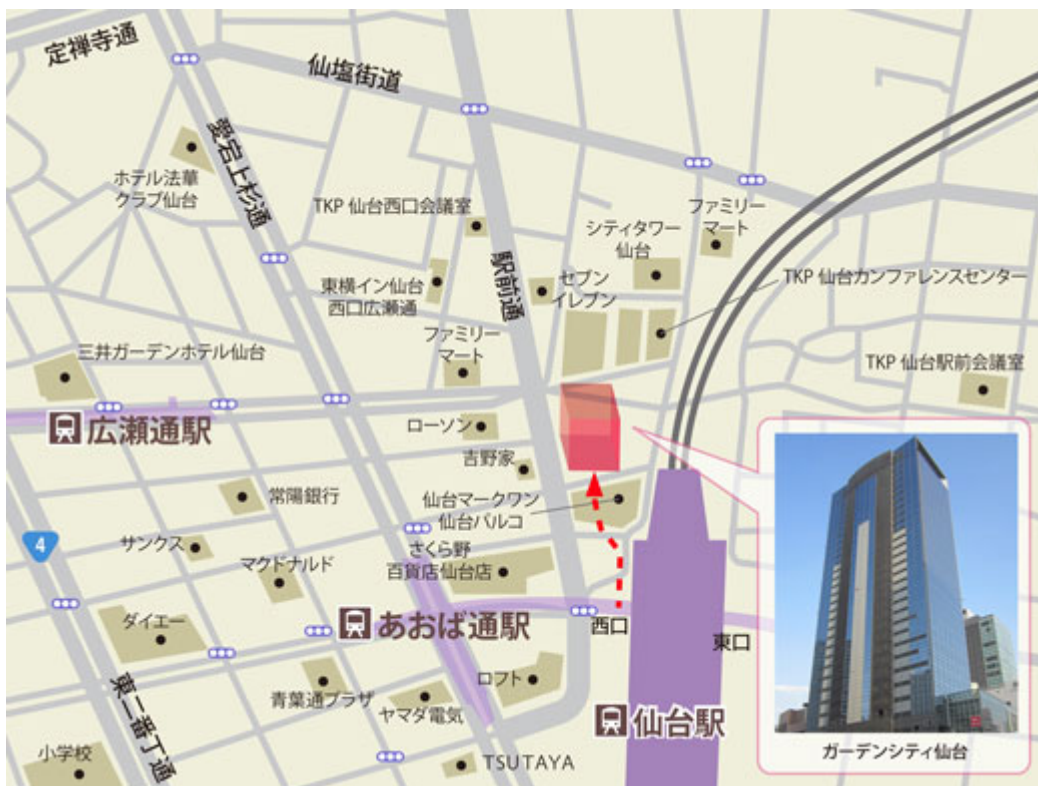 定禅寺通
仙塩街道
愛宕上杉通
ホテル法華
クラブ仙台
TKP 仙台西口会議室
ファミリー
マート
シティタワー
仙台
駅前通
東横イン仙台
西口広瀬通
セブン
イレブン
TKP 仙台カンファレンスセンター
ファミリー
マート
三井ガーデンホテル仙台
TKP 仙台駅前会議室
広瀬通駅
ローソン
吉野家
常陽銀行
仙台マークワン
仙台パルコ
4
サンクス
さくら野
百貨店仙台店
マクドナルド
ダイエー
あおば通駅
西口
東口
東二番丁通
青葉通プラザ
ヤマダ電気
ロフト
仙台駅
小学校
TSUTAYA
ガーデンシティ仙台